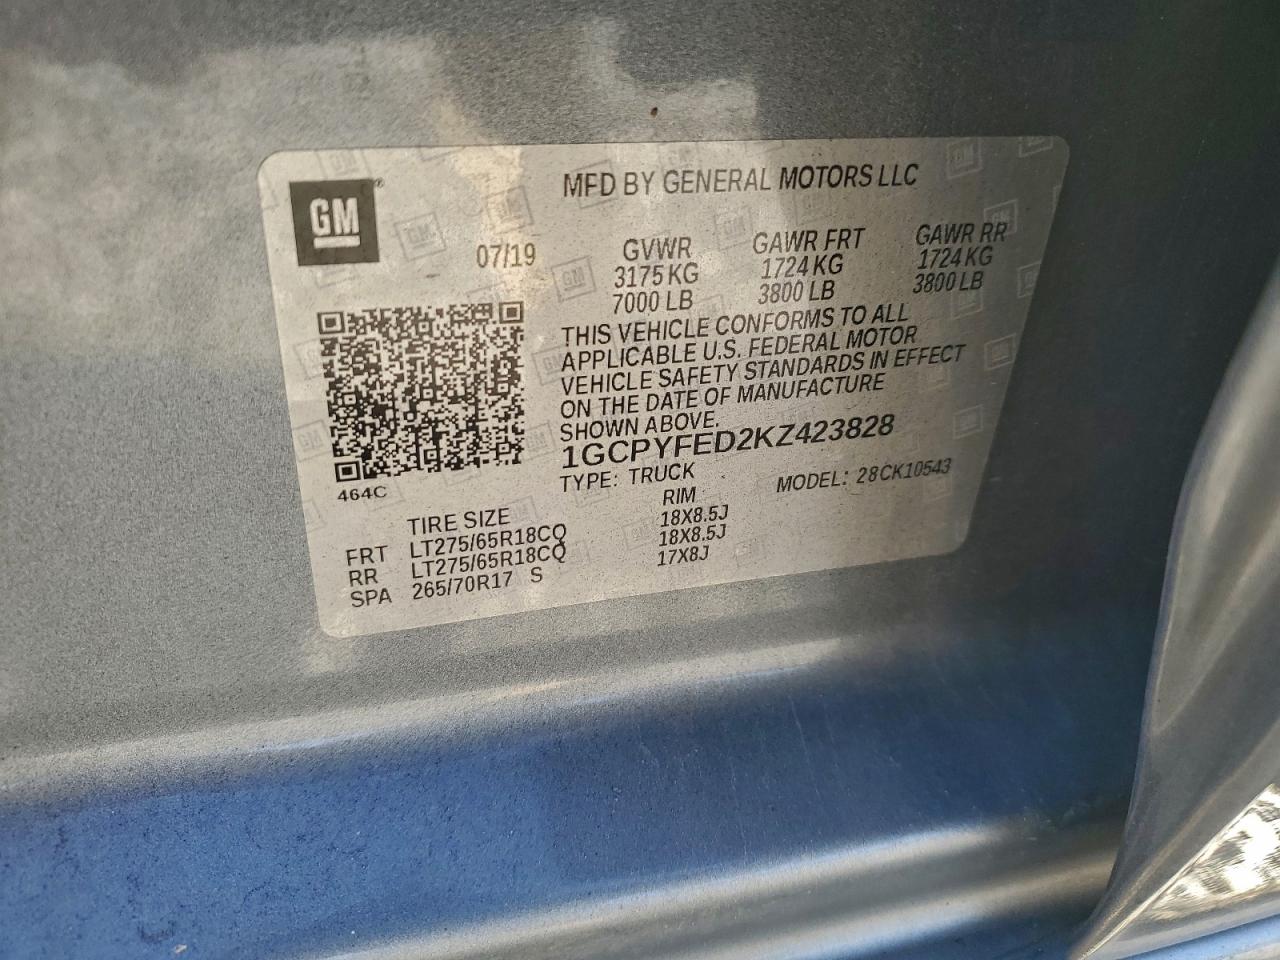 GM
MFD BY GENERAL MOTORS LLC
07/19 GVWR GAWR FRT GAWR RR
3175 KG 1724 KG 1724 KG
7000 LB 3800 LB 3800 LB
THIS VEHICLE CONFORMS TO ALL
APPLICABLE U.S. FEDERAL MOTOR
VEHICLE SAFETY STANDARDS IN EFFECT
ON THE DATE OF MANUFACTURE
SHOWN ABOVE.
1GCPYFED2KZ423828
TYPE: TRUCK MODEL: 28CK10543
464C
TIRE SIZE RIM
FRT LT275/65R18CQ 18X8.5J
RR LT275/65R18CQ 18X8.5J
SPA 265/70R17 S 17X8J